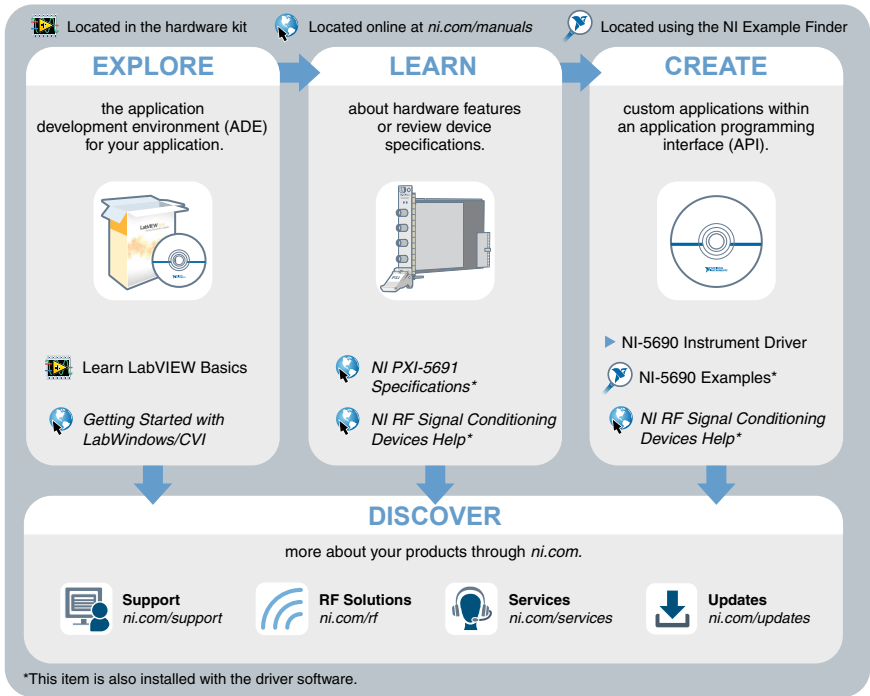 Located in the hardware kit
Located online at ni.com/manuals
Located using the NI Example Finder
EXPLORE
the application
development environment (ADE)
for your application.
LabVIEW
Learn LabVIEW Basics
Getting Started with
LabWindows/CVI
LEARN
about hardware features
or review device
specifications.
NI PXI-5691
Specifications*
NI RF Signal Conditioning
Devices Help*
CREATE
custom applications within
an application programming
interface (API).
NI-5690 Instrument Driver
NI-5690 Examples*
NI RF Signal Conditioning
Devices Help*
DISCOVER
more about your products through ni.com.
Support
ni.com/support
RF Solutions
ni.com/rf
Services
ni.com/services
Updates
ni.com/updates
*This item is also installed with the driver software.